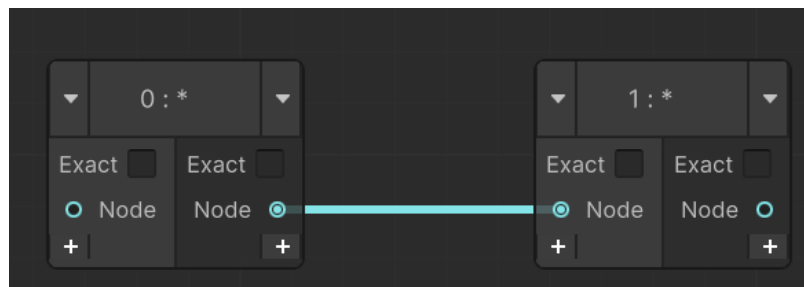 0 : *
1 : *
Exact Exact
Exact Exact
Node Node
Node Node
+ +
+ +